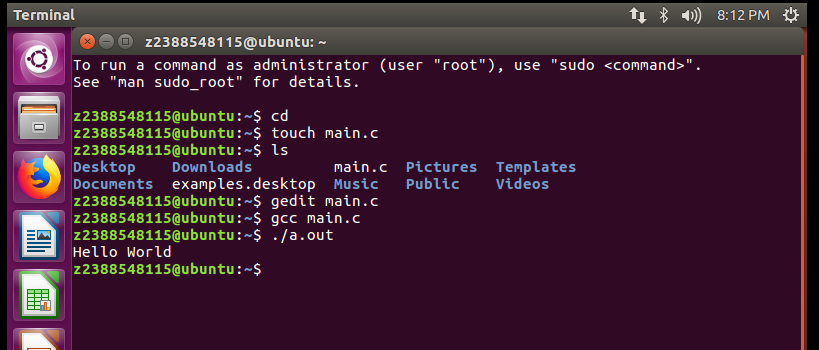 Terminal 8:12 PM
z2388548115@ubuntu: ~
To run a command as administrator (user "root"), use "sudo <command>".
See "man sudo_root" for details.
z2388548115@ubuntu:~$ cd
z2388548115@ubuntu:~$ touch main.c
z2388548115@ubuntu:~$ ls
Desktop Downloads main.c Pictures Templates
Documents examples.desktop Music Public Videos
z2388548115@ubuntu:~$ gedit main.c
z2388548115@ubuntu:~$ gcc main.c
z2388548115@ubuntu:~$ ./a.out
Hello World
z2388548115@ubuntu:~$